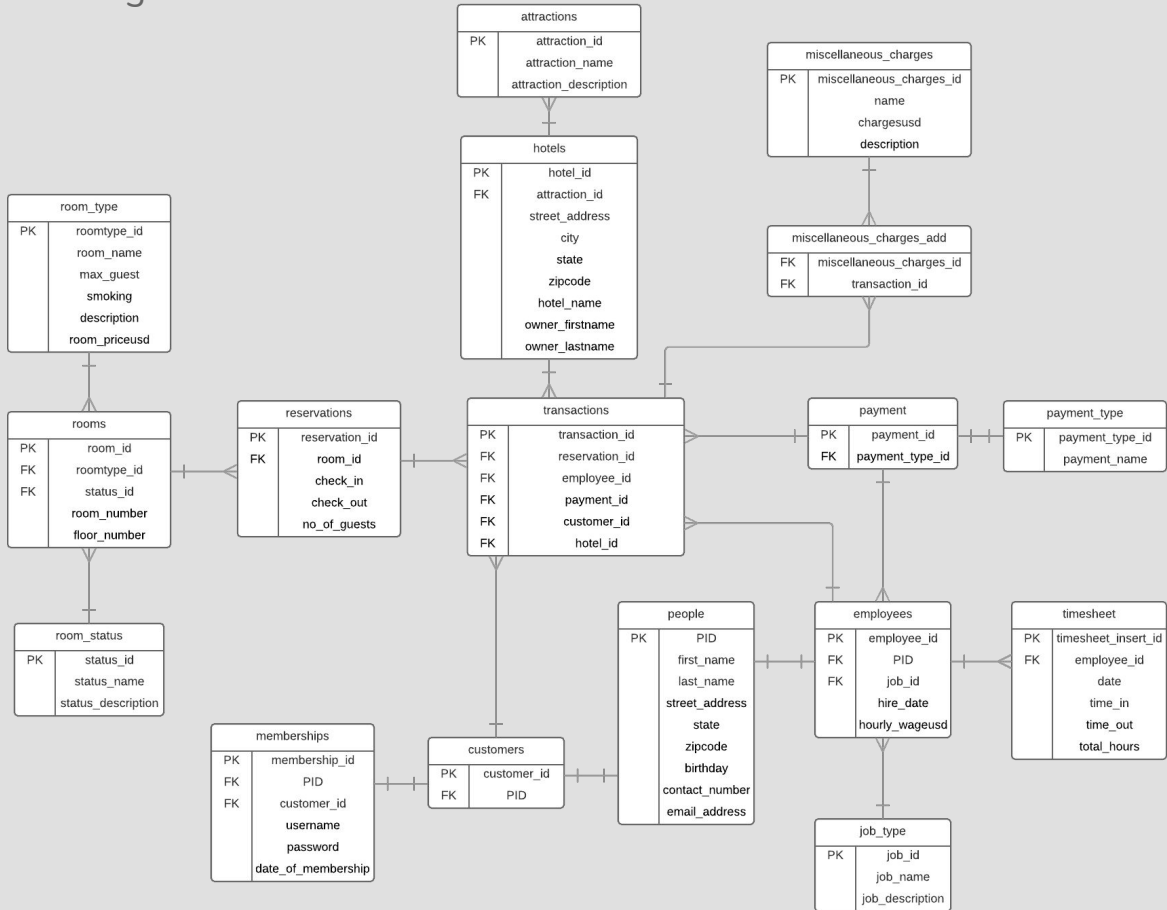 attractions
PK attraction_id
attraction_name
attraction_description
miscellaneous_charges
PK miscellaneous_charges_id
name
chargesusd
description
hotels
PK hotel_id
FK attraction_id
street_address
city
state
zipcode
hotel_name
owner_firstname
owner_lastname
room_type
PK roomtype_id
room_name
max_guest
smoking
description
room_priceusd
miscellaneous_charges_add
FK miscellaneous_charges_id
FK transaction_id
rooms
PK room_id
FK roomtype_id
FK status_id
room_number
floor_number
reservations
PK reservation_id
FK room_id
check_in
check_out
no_of_guests
transactions
PK transaction_id
FK reservation_id
FK employee_id
FK payment_id
FK customer_id
FK hotel_id
payment
PK payment_id
FK payment_type_id
payment_type
PK payment_type_id
payment_name
room_status
PK status_id
status_name
status_description
people
PK PID
first_name
last_name
street_address
state
zipcode
birthday
contact_number
email_address
employees
PK employee_id
FK PID
FK job_id
hire_date
hourly_wageusd
timesheet
PK timesheet_insert_id
FK employee_id
date
time_in
time_out
total_hours
memberships
PK membership_id
FK PID
FK customer_id
username
password
date_of_membership
customers
PK customer_id
FK PID
job_type
PK job_id
job_name
job_description